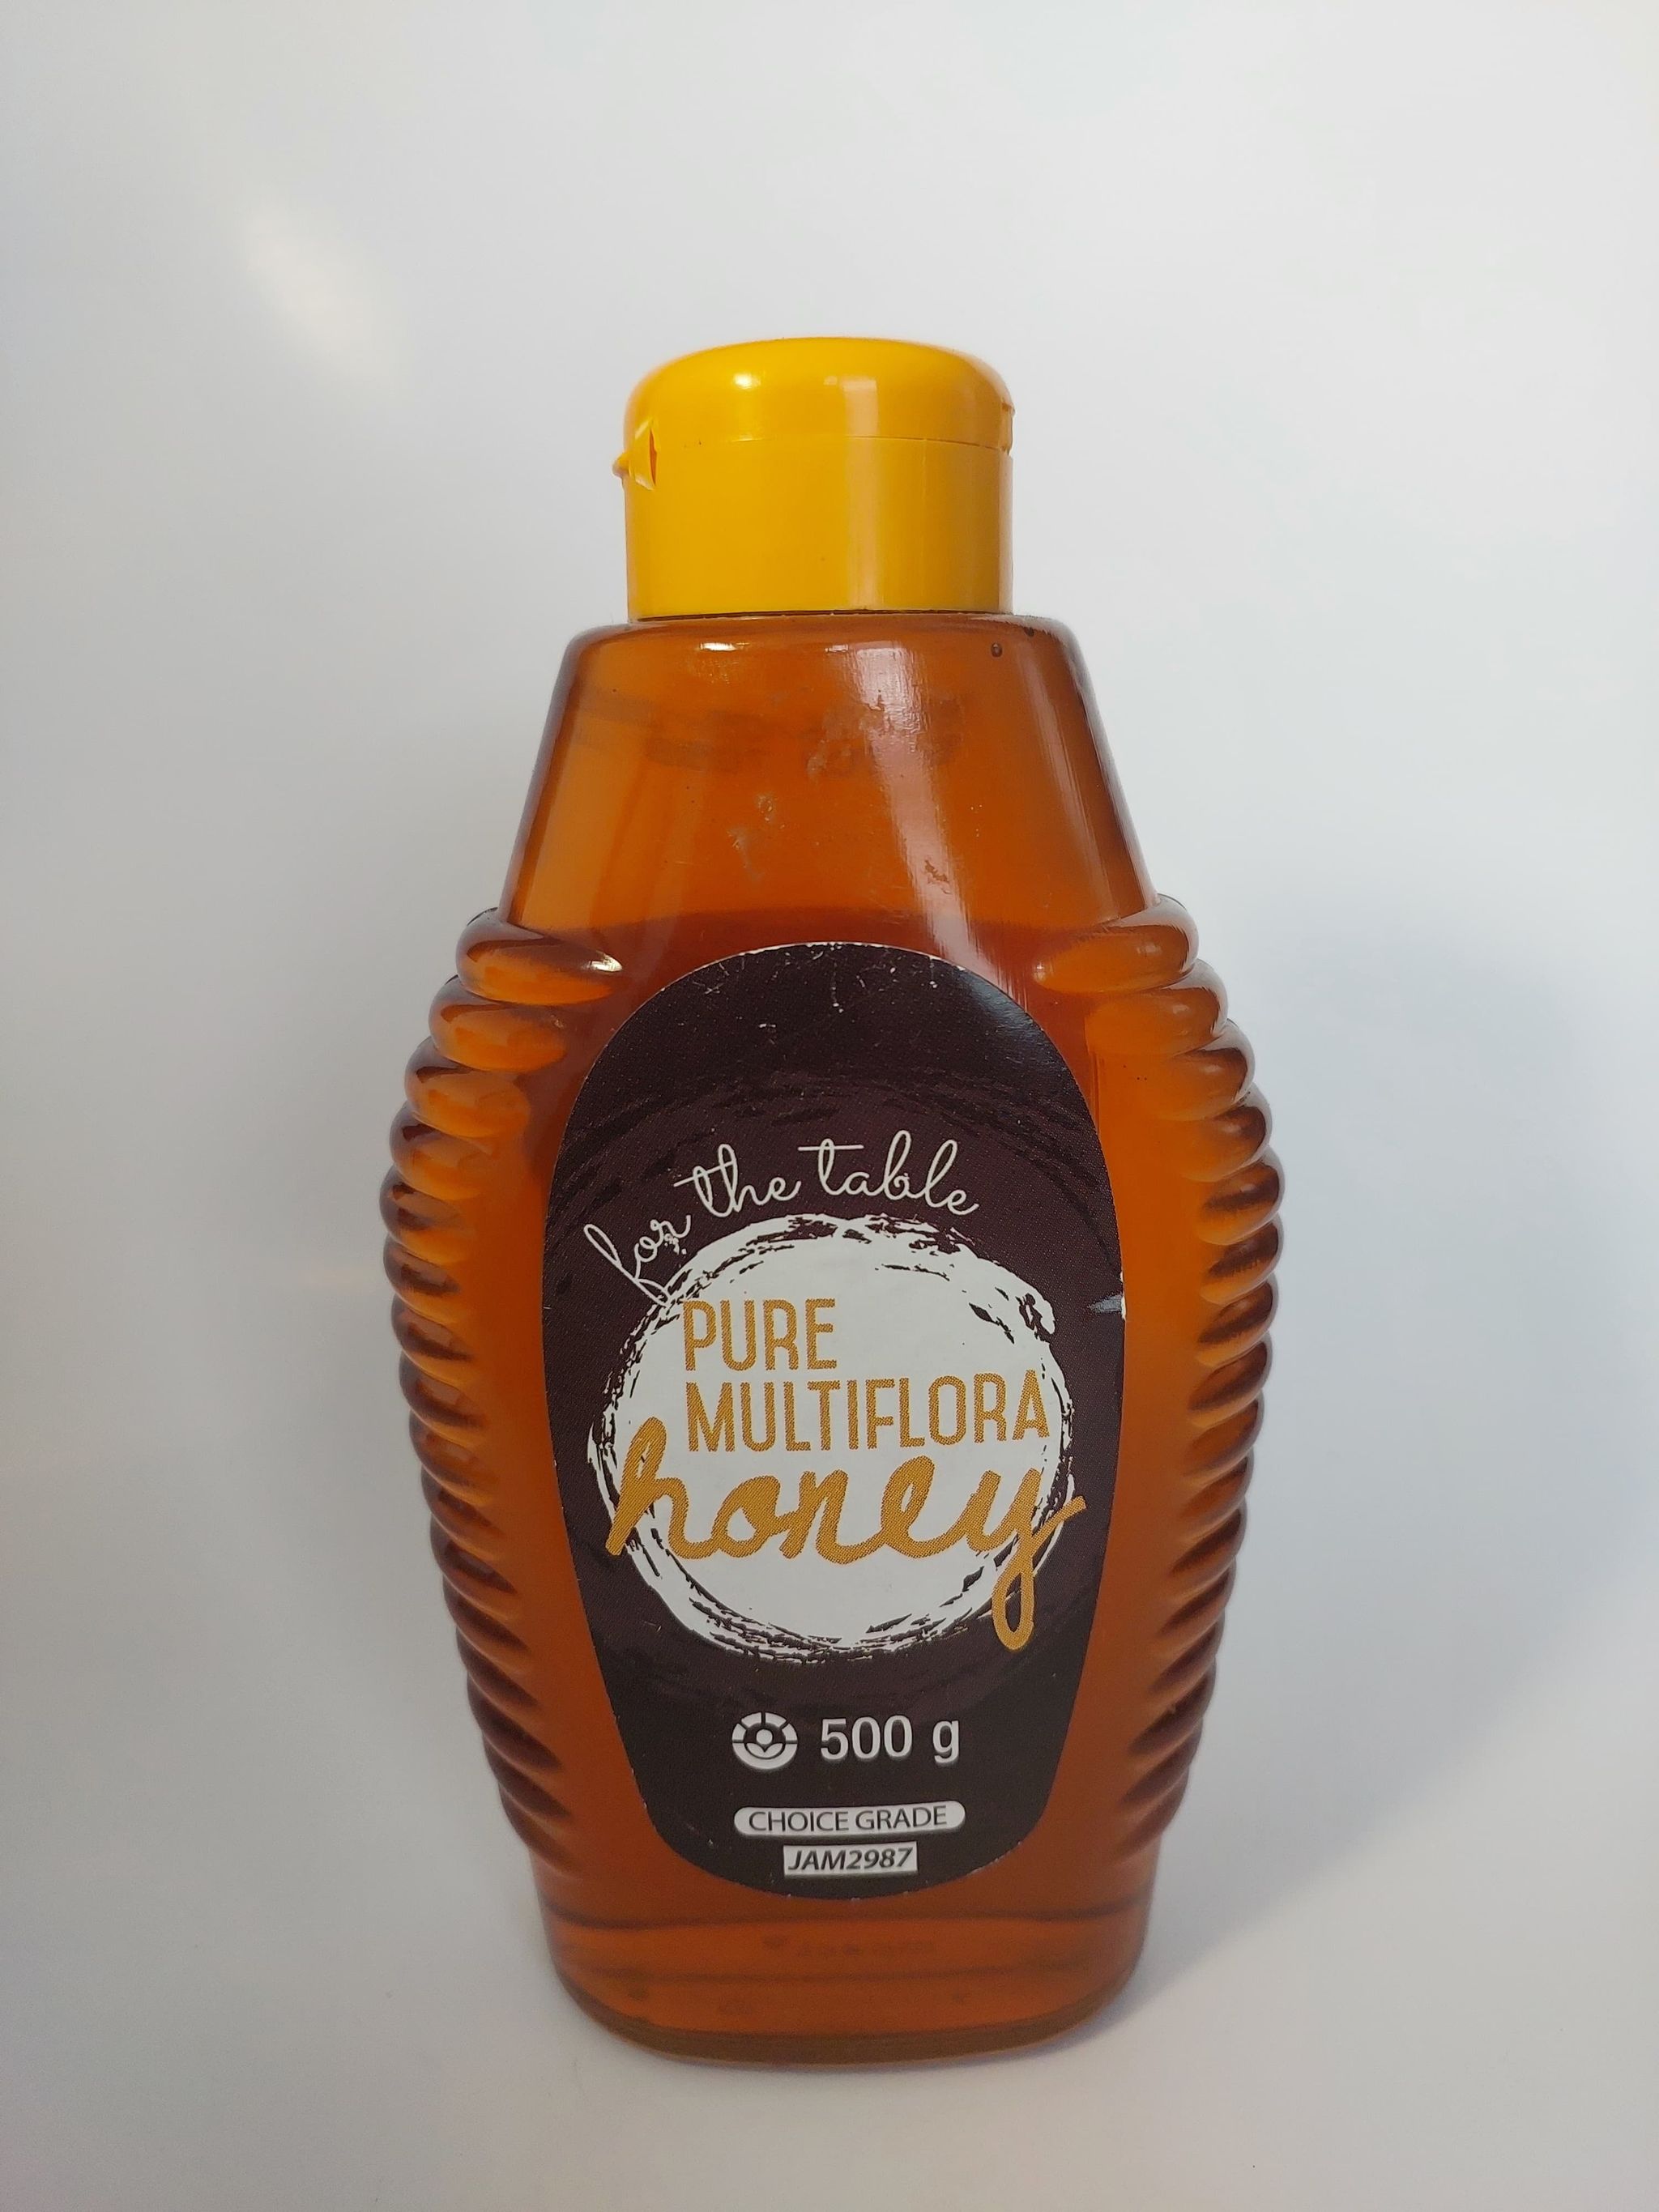 for the table
PURE
MULTIFLORA
honey
500 g
CHOICE GRADE
JAM2987